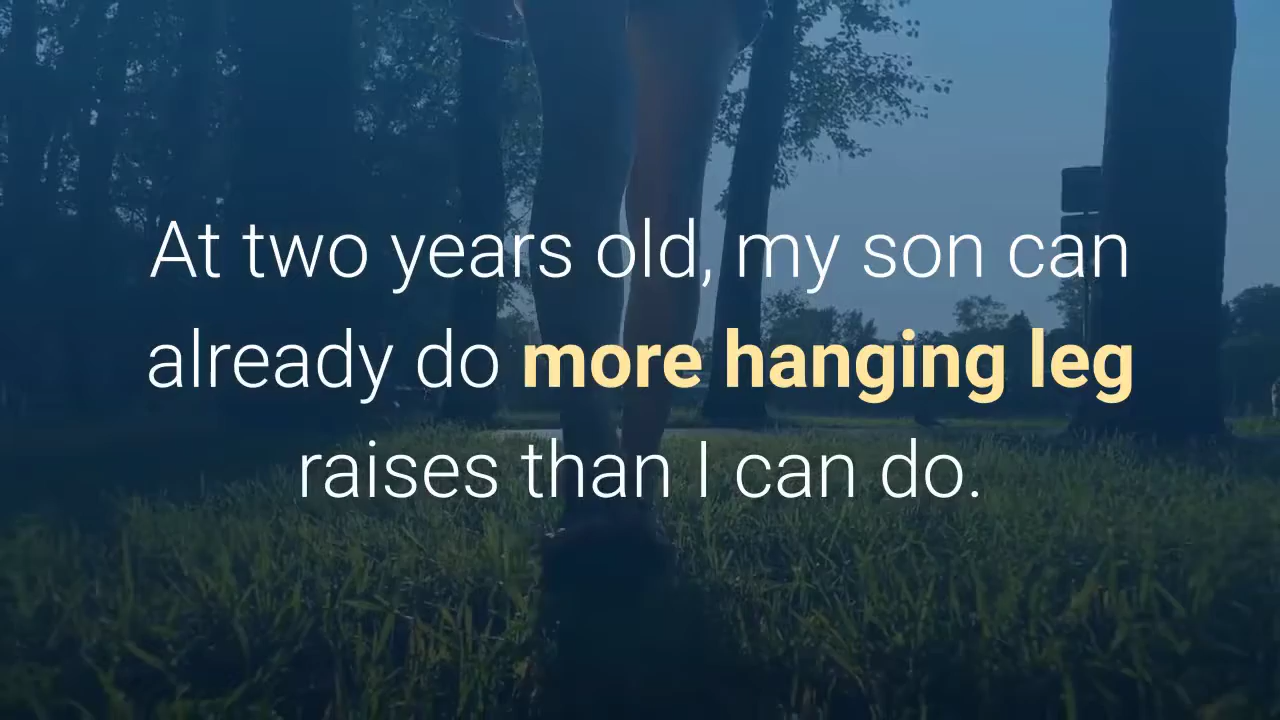 At two years old, my son can
already do more hanging leg
raises than I can do.